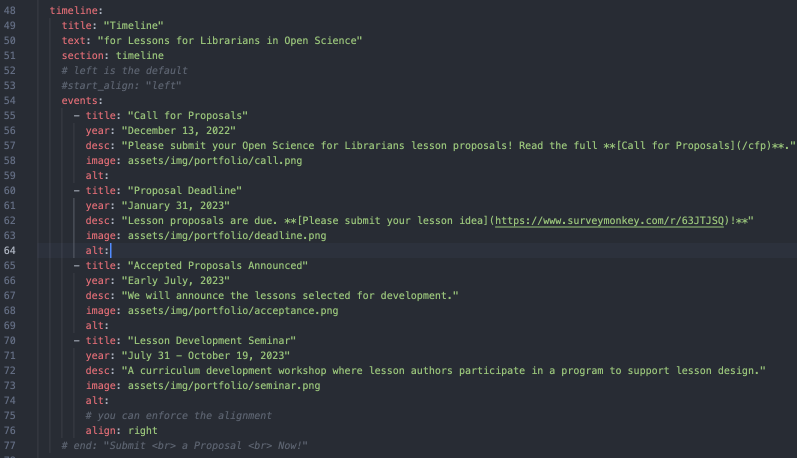 48 timeline:
49 title: "Timeline"
50 text: "for Lessons for Librarians in Open Science"
51 section: timeline
52 # left is the default
53 #start_align: "left"
54 events:
55 - title: "Call for Proposals"
56 year: "December 13, 2022"
57 desc: "Please submit your Open Science for Librarians lesson proposals! Read the full **[Call for Proposals](/cfp)**."
58 image: assets/img/portfolio/call.png
59 alt:
60 - title: "Proposal Deadline"
61 year: "January 31, 2023"
62 desc: "Lesson proposals are due. **[Please submit your lesson idea](https://www.surveymonkey.com/r/63JTJSQ)!**"
63 image: assets/img/portfolio/deadline.png
64 alt:
65 - title: "Accepted Proposals Announced"
66 year: "Early July, 2023"
67 desc: "We will announce the lessons selected for development."
68 image: assets/img/portfolio/acceptance.png
69 alt:
70 - title: "Lesson Development Seminar"
71 year: "July 31 - October 19, 2023"
72 desc: "A curriculum development workshop where lesson authors participate in a program to support lesson design."
73 image: assets/img/portfolio/seminar.png
74 alt:
75 # you can enforce the alignment
76 align: right
77 # end: "Submit <br> a Proposal <br> Now!"